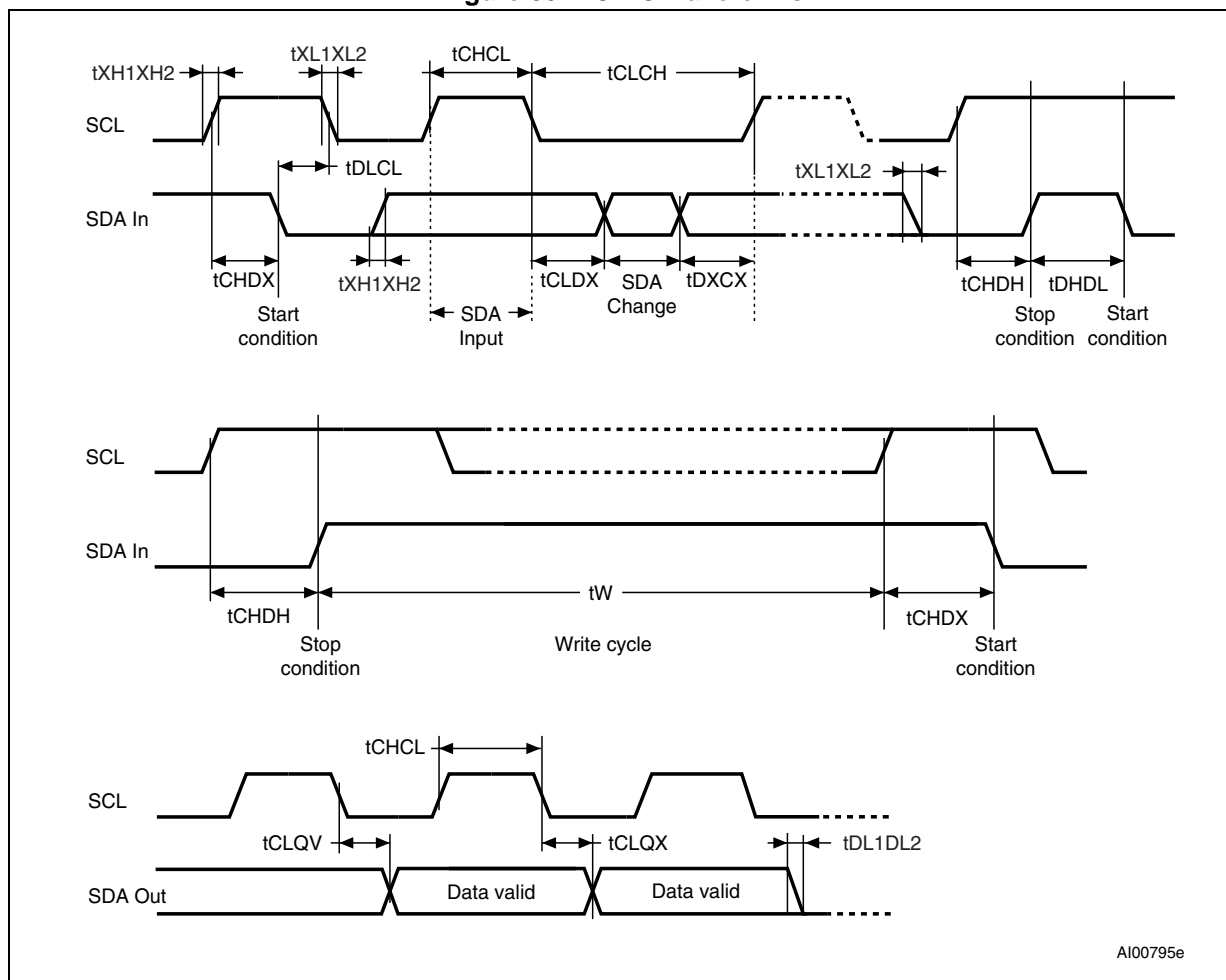 tXH1XH2
tXL1XL2
tCHCL
tCLCH
SCL
tDLCL
tXL1XL2
SDA In
tCHDX
tXH1XH2
tCLDX
SDA
Change
tDXCX
tCHDH
tDHDL
Start
condition
SDA
Input
Stop
condition
Start
condition
SCL
SDA In
tCHDH
tW
tCHDX
Stop
condition
Write cycle
Start
condition
tCHCL
SCL
tCLQV
tCLQX
tDL1DL2
SDA Out
Data valid
Data valid
AI00795e